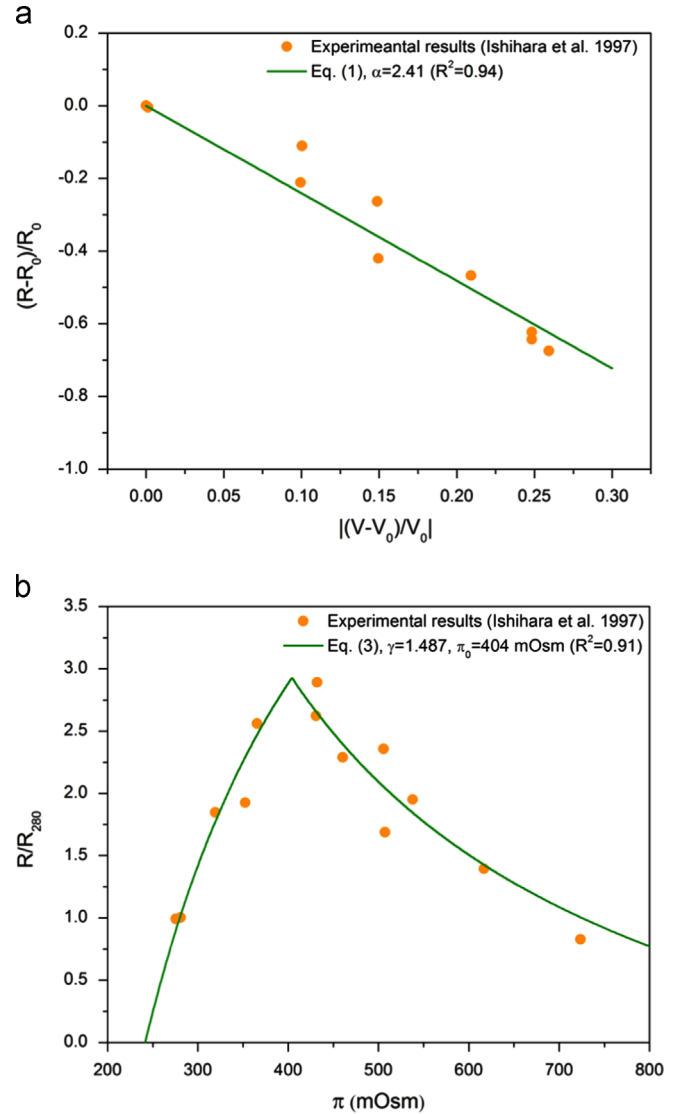 a
0.2
0.0
-0.2
-0.4
-0.6
-0.8
-1.0
(R-R₀)/R₀
Experimeantal results (Ishihara et al. 1997)
Eq. (1), α=2.41 (R²=0.94)
0.00 0.05 0.10 0.15 0.20 0.25 0.30
|(V-V₀)/V₀|
b
3.5
3.0
2.5
2.0
1.5
1.0
0.5
0.0
R/R₂₈₀
Experimental results (Ishihara et al. 1997)
Eq. (3), γ=1.487, π₀=404 mOsm (R²=0.91)
200 300 400 500 600 700 800
π (mOsm)